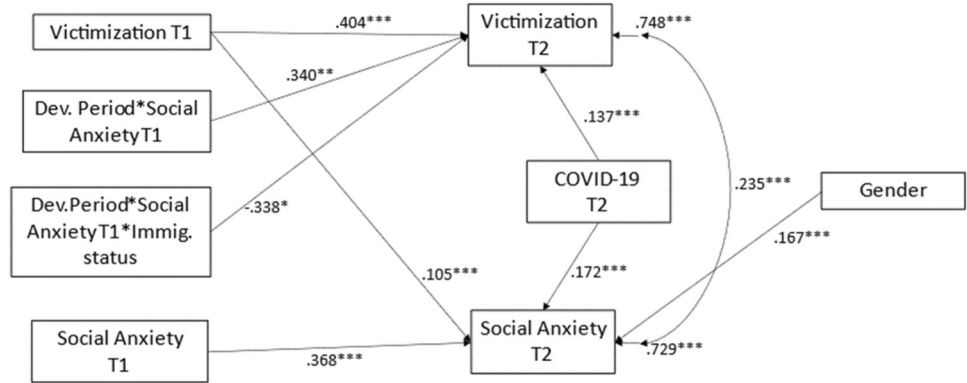 Victimization T1
.404***
Victimization
T2
.748***
Dev. Period*Social
AnxietyT1
.340**
.137***
Dev.Period*Social
AnxietyT1*Immig.
status
-.338*
COVID-19
T2
.235***
Gender
.167***
.105***
.172***
Social Anxiety
T1
.368***
Social Anxiety
T2
.729***